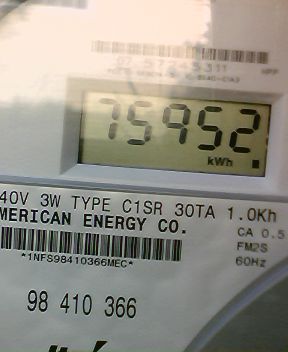 75952
kWh
40V 3W TYPE C1SR 30TA 1.0Kh
MERICAN ENERGY CO.
CA 0.5
*1NFS98410366MEC*
FM2S
60Hz
98 410 366